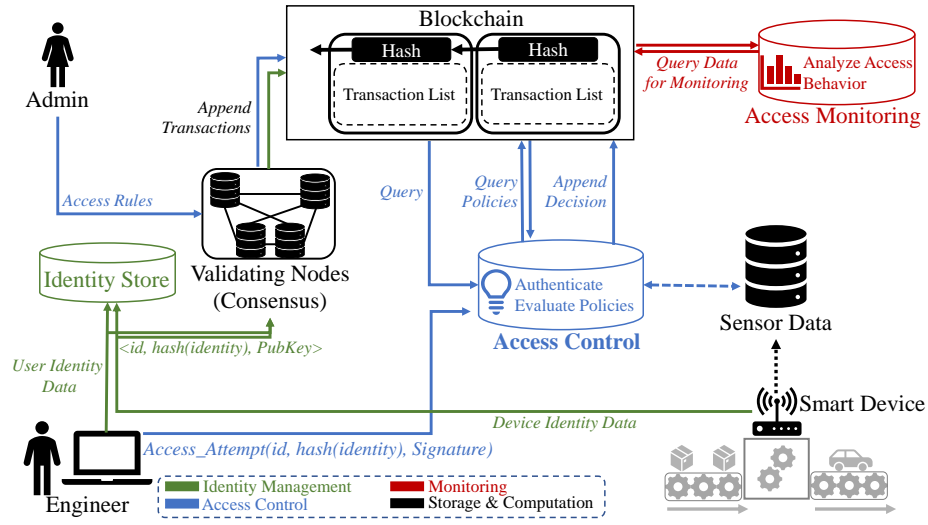 Blockchain
Hash
Hash
Transaction List
Transaction List
Admin
Append
Transactions
Query Data
for Monitoring
Analyze Access
Behavior
Access Monitoring
Access Rules
Query
Query
Policies
Append
Decision
Identity Store
Validating Nodes
(Consensus)
Authenticate
Evaluate Policies
Access Control
Sensor Data
<id, hash(identity), PubKey>
User Identity
Data
Device Identity Data
Smart Device
Access_Attempt(id, hash(identity), Signature)
Engineer
Identity Management
Monitoring
Access Control
Storage & Computation